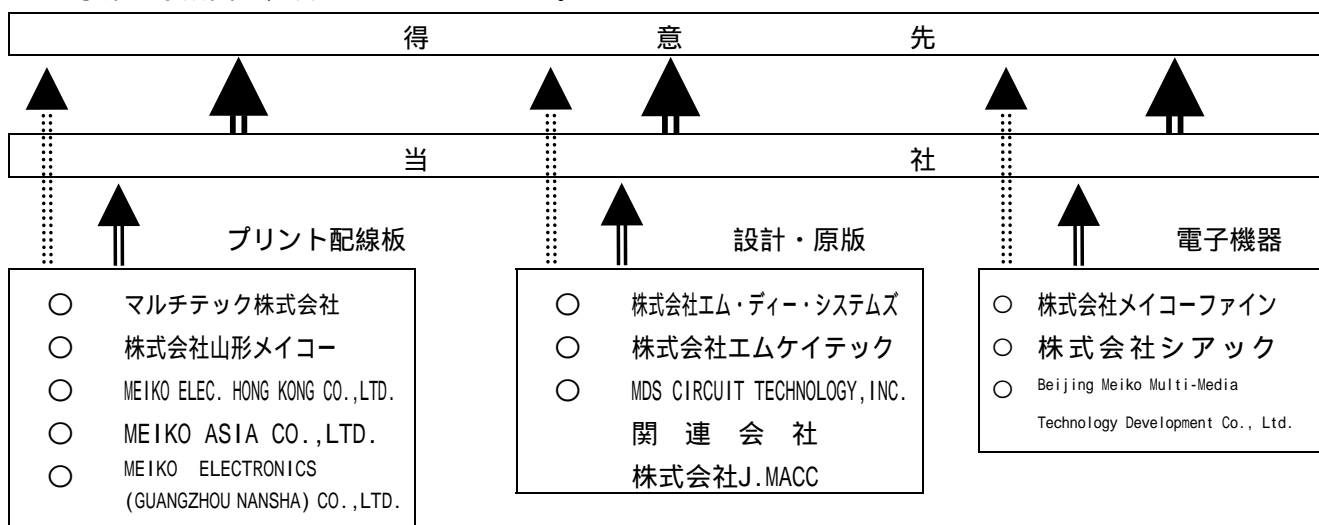 得意先
当社
プリント配線板
○ マルチテック株式会社
○ 株式会社山形メイコー
○ MEIKO ELEC. HONG KONG CO.,LTD.
○ MEIKO ASIA CO.,LTD.
○ MEIKO ELECTRONICS
(GUANGZHOU NANSHA) CO.,LTD.
設計・原版
○ 株式会社エム・ディー・システムズ
○ 株式会社エムケイテック
○ MDS CIRCUIT TECHNOLOGY,INC.
関連会社
株式会社J.MACC
電子機器
○ 株式会社メイコーファイン
○ 株式会社シアック
○ Beijing Meiko Multi-Media
Technology Development Co., Ltd.